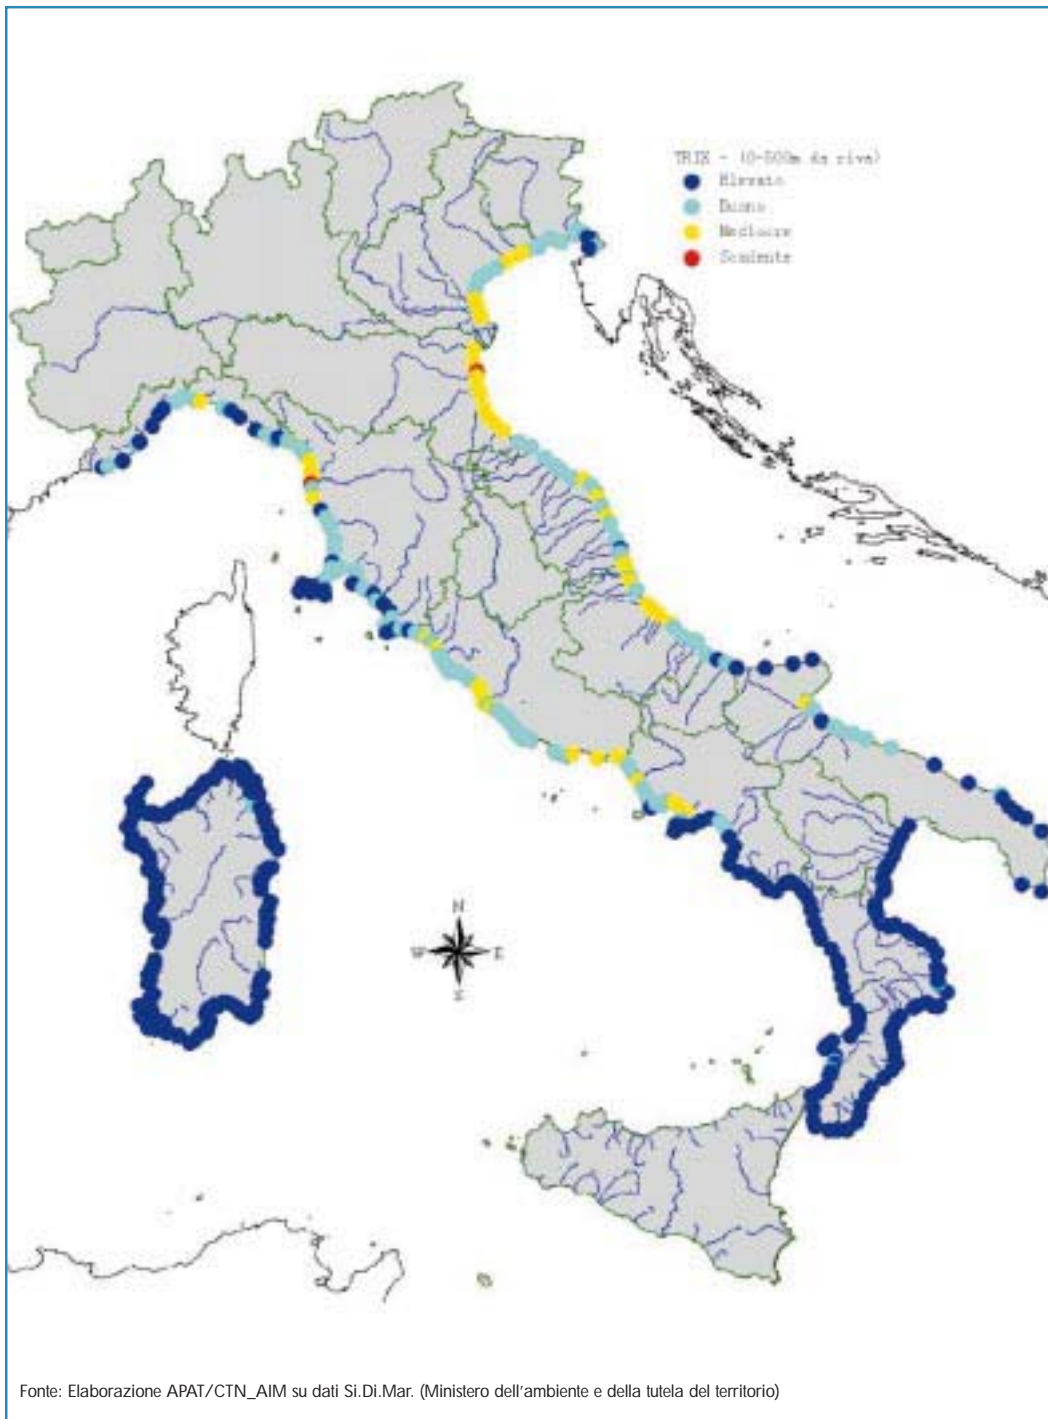 TRIX - (0-500m da riva)
Elevato
Buono
Mediocre
Scadente
N
W E
S
Fonte: Elaborazione APAT/CTN_AIM su dati Si.Di.Mar. (Ministero dell'ambiente e della tutela del territorio)